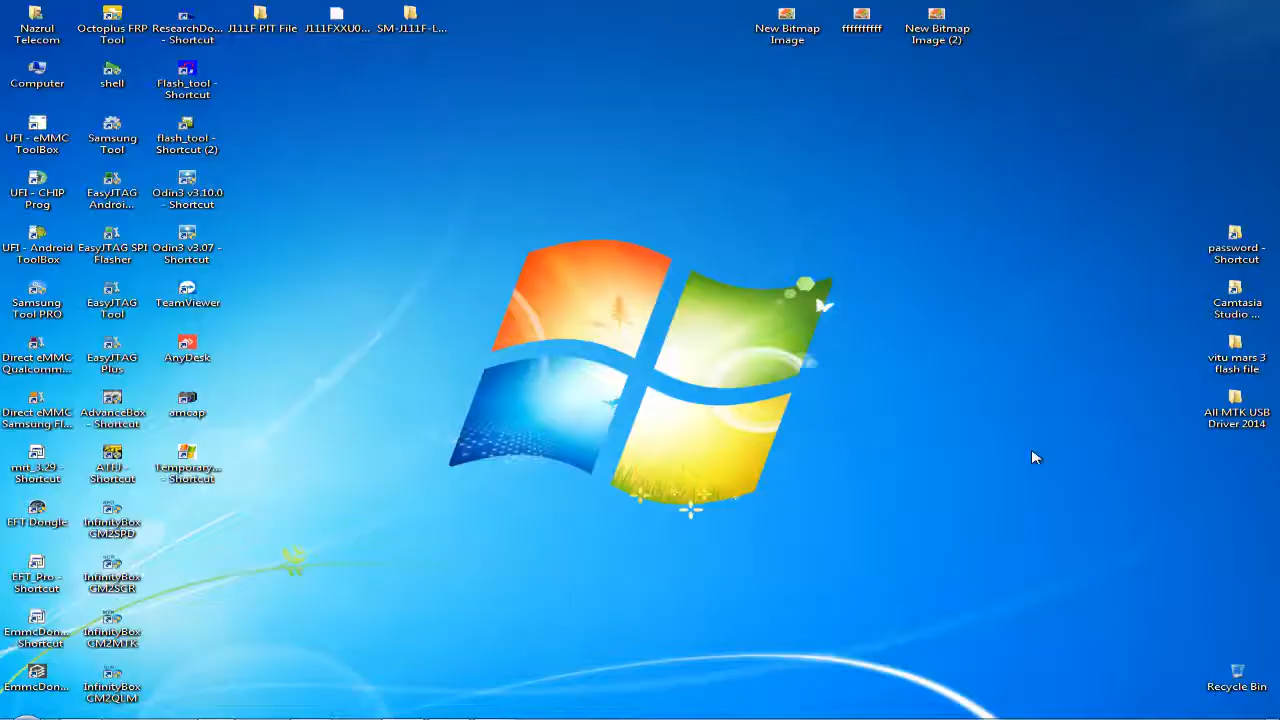 Nazrul
Telecom
Octoplus FRP
Tool
ResearchDo...
- Shortcut
J111F PIT File
J111FXXU0...
SM-J111F-L...
New Bitmap
Image
ffffffffff
New Bitmap
Image (2)
Computer
shell
Flash_tool -
Shortcut
UFI - eMMC
ToolBox
Samsung
Tool
flash_tool -
Shortcut (2)
UFI - CHIP
Prog
EasyJTAG
Androi...
Odin3 v3.10.0
- Shortcut
UFI - Android
ToolBox
EasyJTAG SPI
Flasher
Odin3 v3.07 -
Shortcut
password -
Shortcut
Samsung
Tool PRO
EasyJTAG
Tool
TeamViewer
Camtasia
Studio ...
Direct eMMC
Qualcomm...
EasyJTAG
Plus
AnyDesk
vitu mars 3
flash file
Direct eMMC
Samsung Fl...
AdvanceBox
- Shortcut
amcap
All MTK USB
Driver 2014
mrt_3.29 -
Shortcut
ATFJ -
Shortcut
Temporary...
- Shortcut
EFT Dongle
InfinityBox
CM2SPD
EFT_Pro -
Shortcut
InfinityBox
CM2SCR
EmmcDon...
Shortcut
InfinityBox
CM2MTK
EmmcDon...
InfinityBox
CM2QLM
Recycle Bin